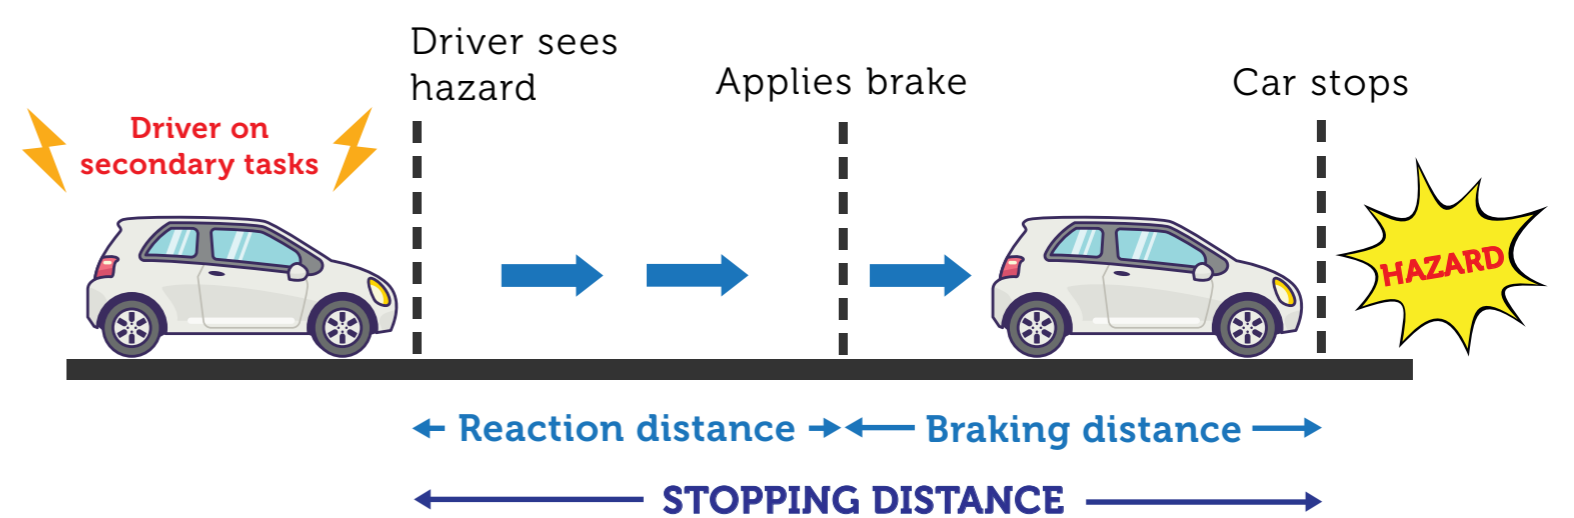 Driver sees
hazard
Applies brake
Car stops
Driver on
secondary tasks
HAZARD
Reaction distance
Braking distance
STOPPING DISTANCE